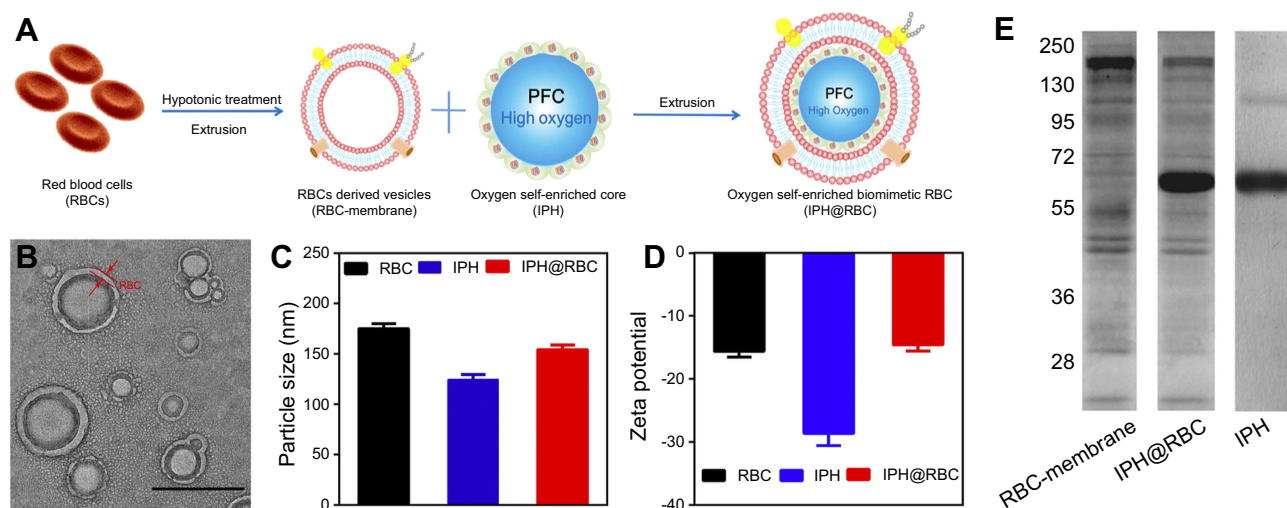 A
Red blood cells
(RBCs)
Hypotonic treatment
Extrusion
RBCs derived vesicles
(RBC-membrane)
PFC
High oxygen
Oxygen self-enriched core
(IPH)
Extrusion
PFC
High Oxygen
Oxygen self-enriched biomimetic RBC
(IPH@RBC)
B
RBC
C
RBC
IPH
IPH@RBC
Particle size (nm)
250
200
150
100
50
0
D
Zeta potential
0
-10
-20
-30
-40
RBC
IPH
IPH@RBC
E
250
130
95
72
55
36
28
RBC-membrane
IPH@RBC
IPH